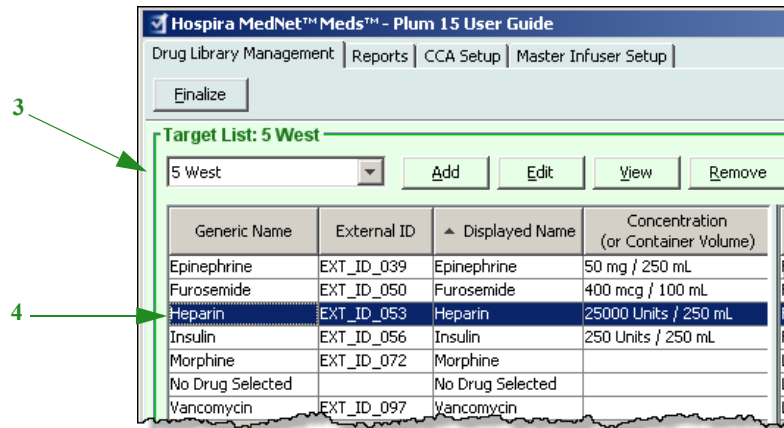 Hospira MedNet™ Meds™ - Plum 15 User Guide
Drug Library Management Reports CCA Setup Master Infuser Setup
Finalize
3
Target List: 5 West
5 West Add Edit View Remove
Generic Name External ID Displayed Name Concentration
(or Container Volume)
Epinephrine EXT_ID_039 Epinephrine 50 mg / 250 mL
Furosemide EXT_ID_050 Furosemide 400 mcg / 100 mL
4 Heparin EXT_ID_053 Heparin 25000 Units / 250 mL
Insulin EXT_ID_056 Insulin 250 Units / 250 mL
Morphine EXT_ID_072 Morphine
No Drug Selected No Drug Selected
Vancomycin EXT_ID_097 Vancomycin